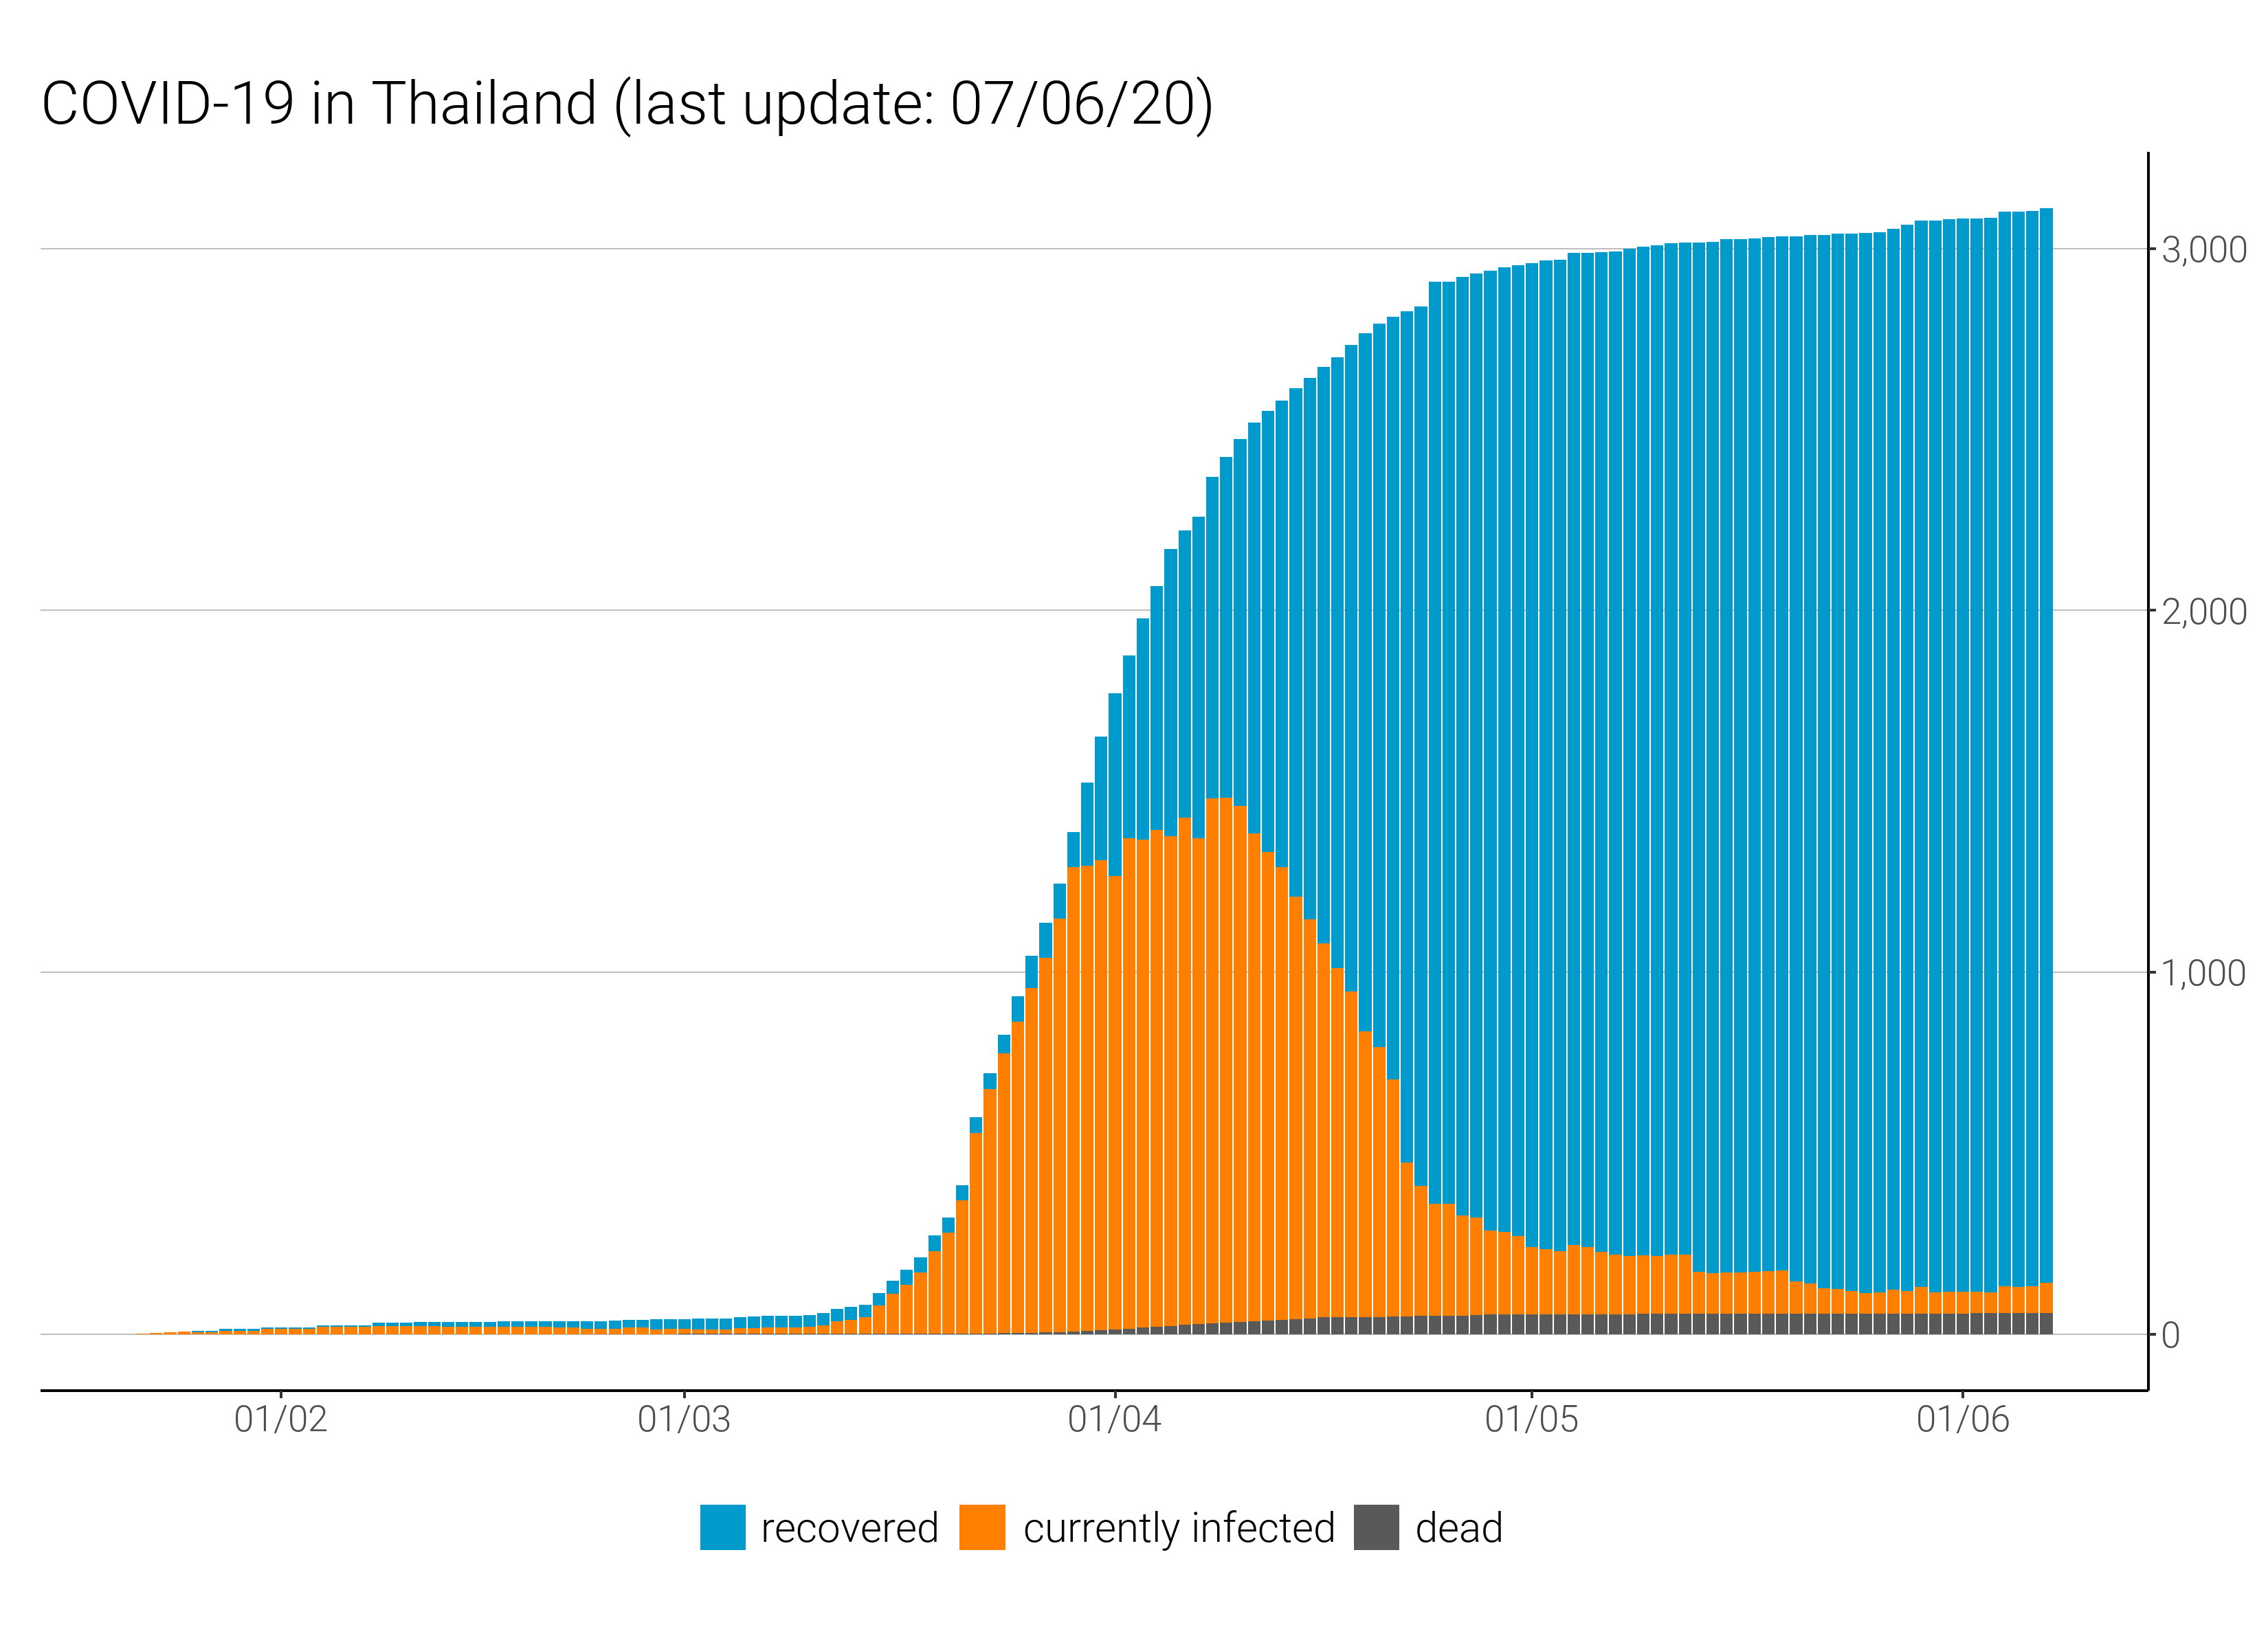 COVID-19 in Thailand (last update: 07/06/20)
3,000
2,000
1,000
0
01/02 01/03 01/04 01/05 01/06
recovered currently infected dead